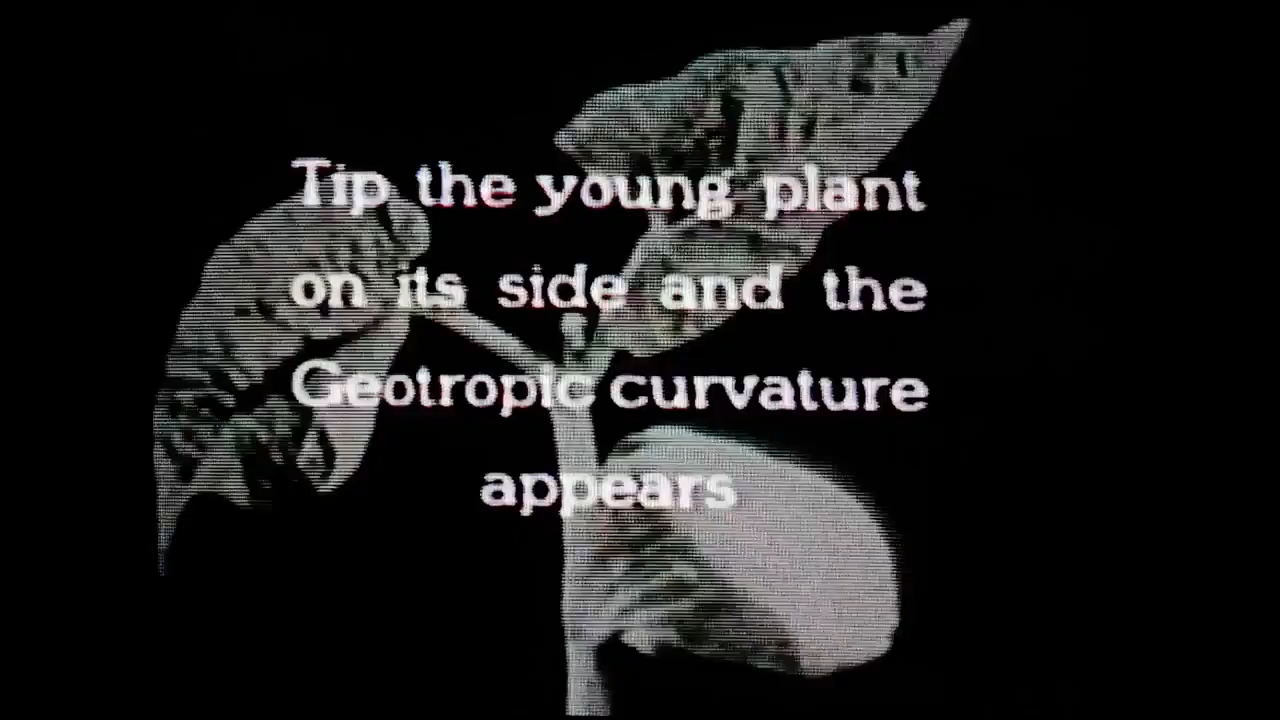 Tip the young plant
on its side and the
Geotropic curvature
appears